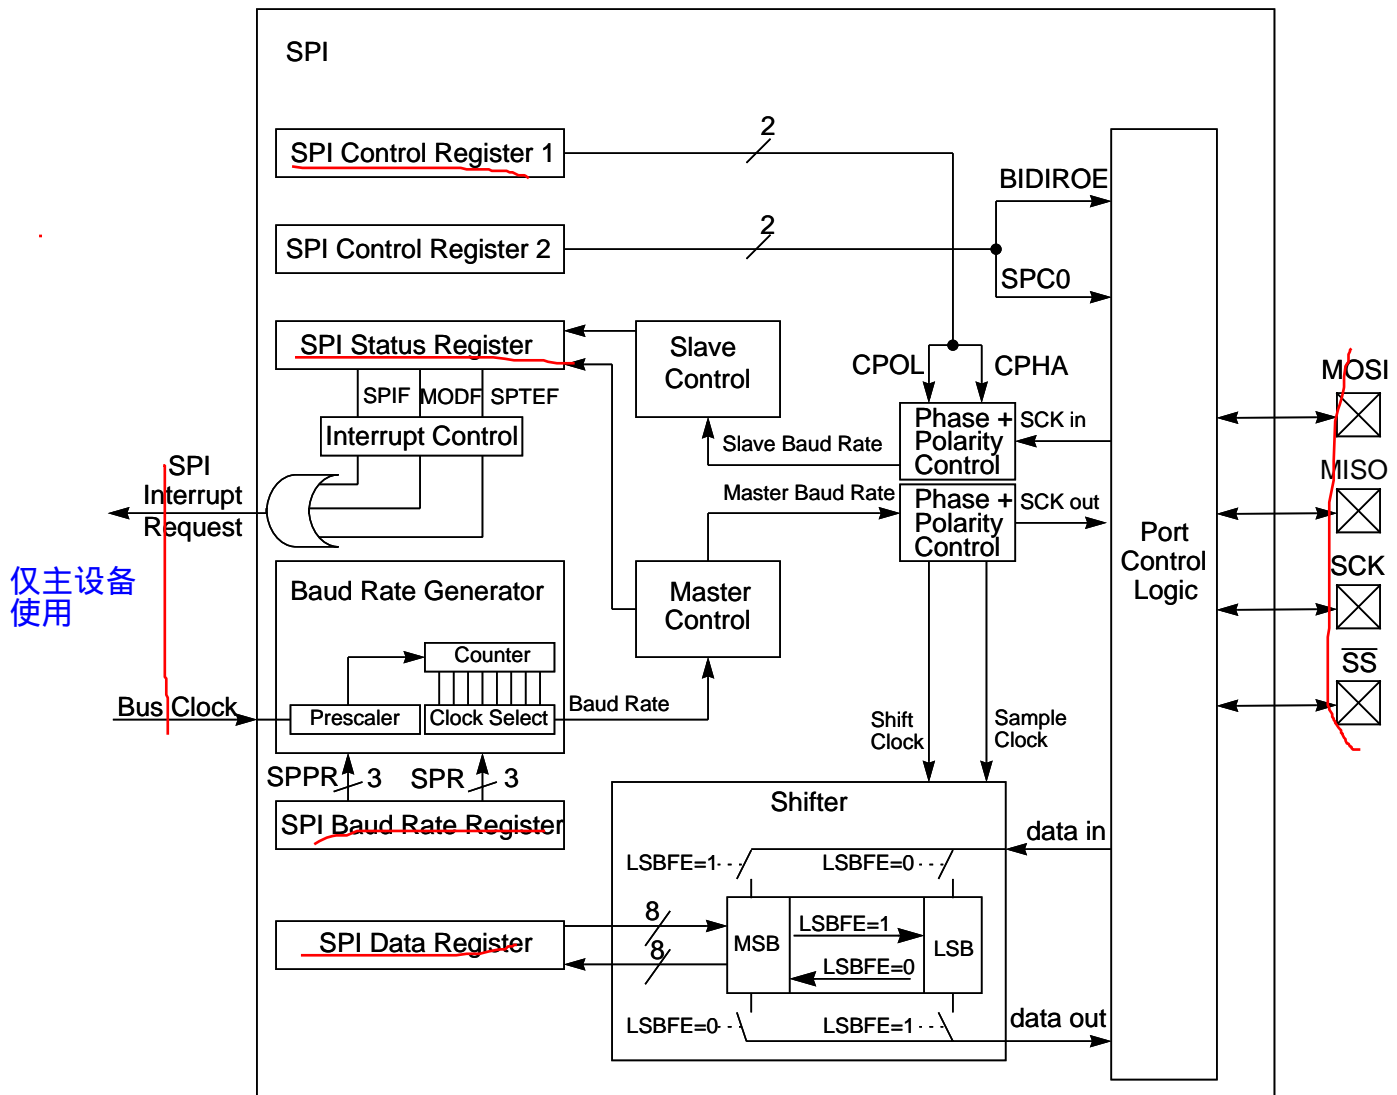 SPI
SPI Control Register 1
2
BIDIROE
SPI Control Register 2
2
SPC0
SPI Status Register
Slave
Control
CPOL
CPHA
MOSI
SPIF
MODF
SPTEF
Interrupt Control
Phase +
Polarity
Control
SCK in
Slave Baud Rate
SPI
Interrupt
Request
Master Baud Rate
Phase +
Polarity
Control
SCK out
MISO
Port
Control
Logic
仅主设备
使用
Baud Rate Generator
Master
Control
SCK
Counter
SS
Bus Clock
Prescaler
Clock Select
Baud Rate
Shift
Clock
Sample
Clock
SPPR
3
SPR
3
SPI Baud Rate Register
Shifter
data in
LSBFE=1
LSBFE=0
SPI Data Register
8
8
MSB
LSBFE=1
LSBFE=0
LSB
LSBFE=0
LSBFE=1
data out